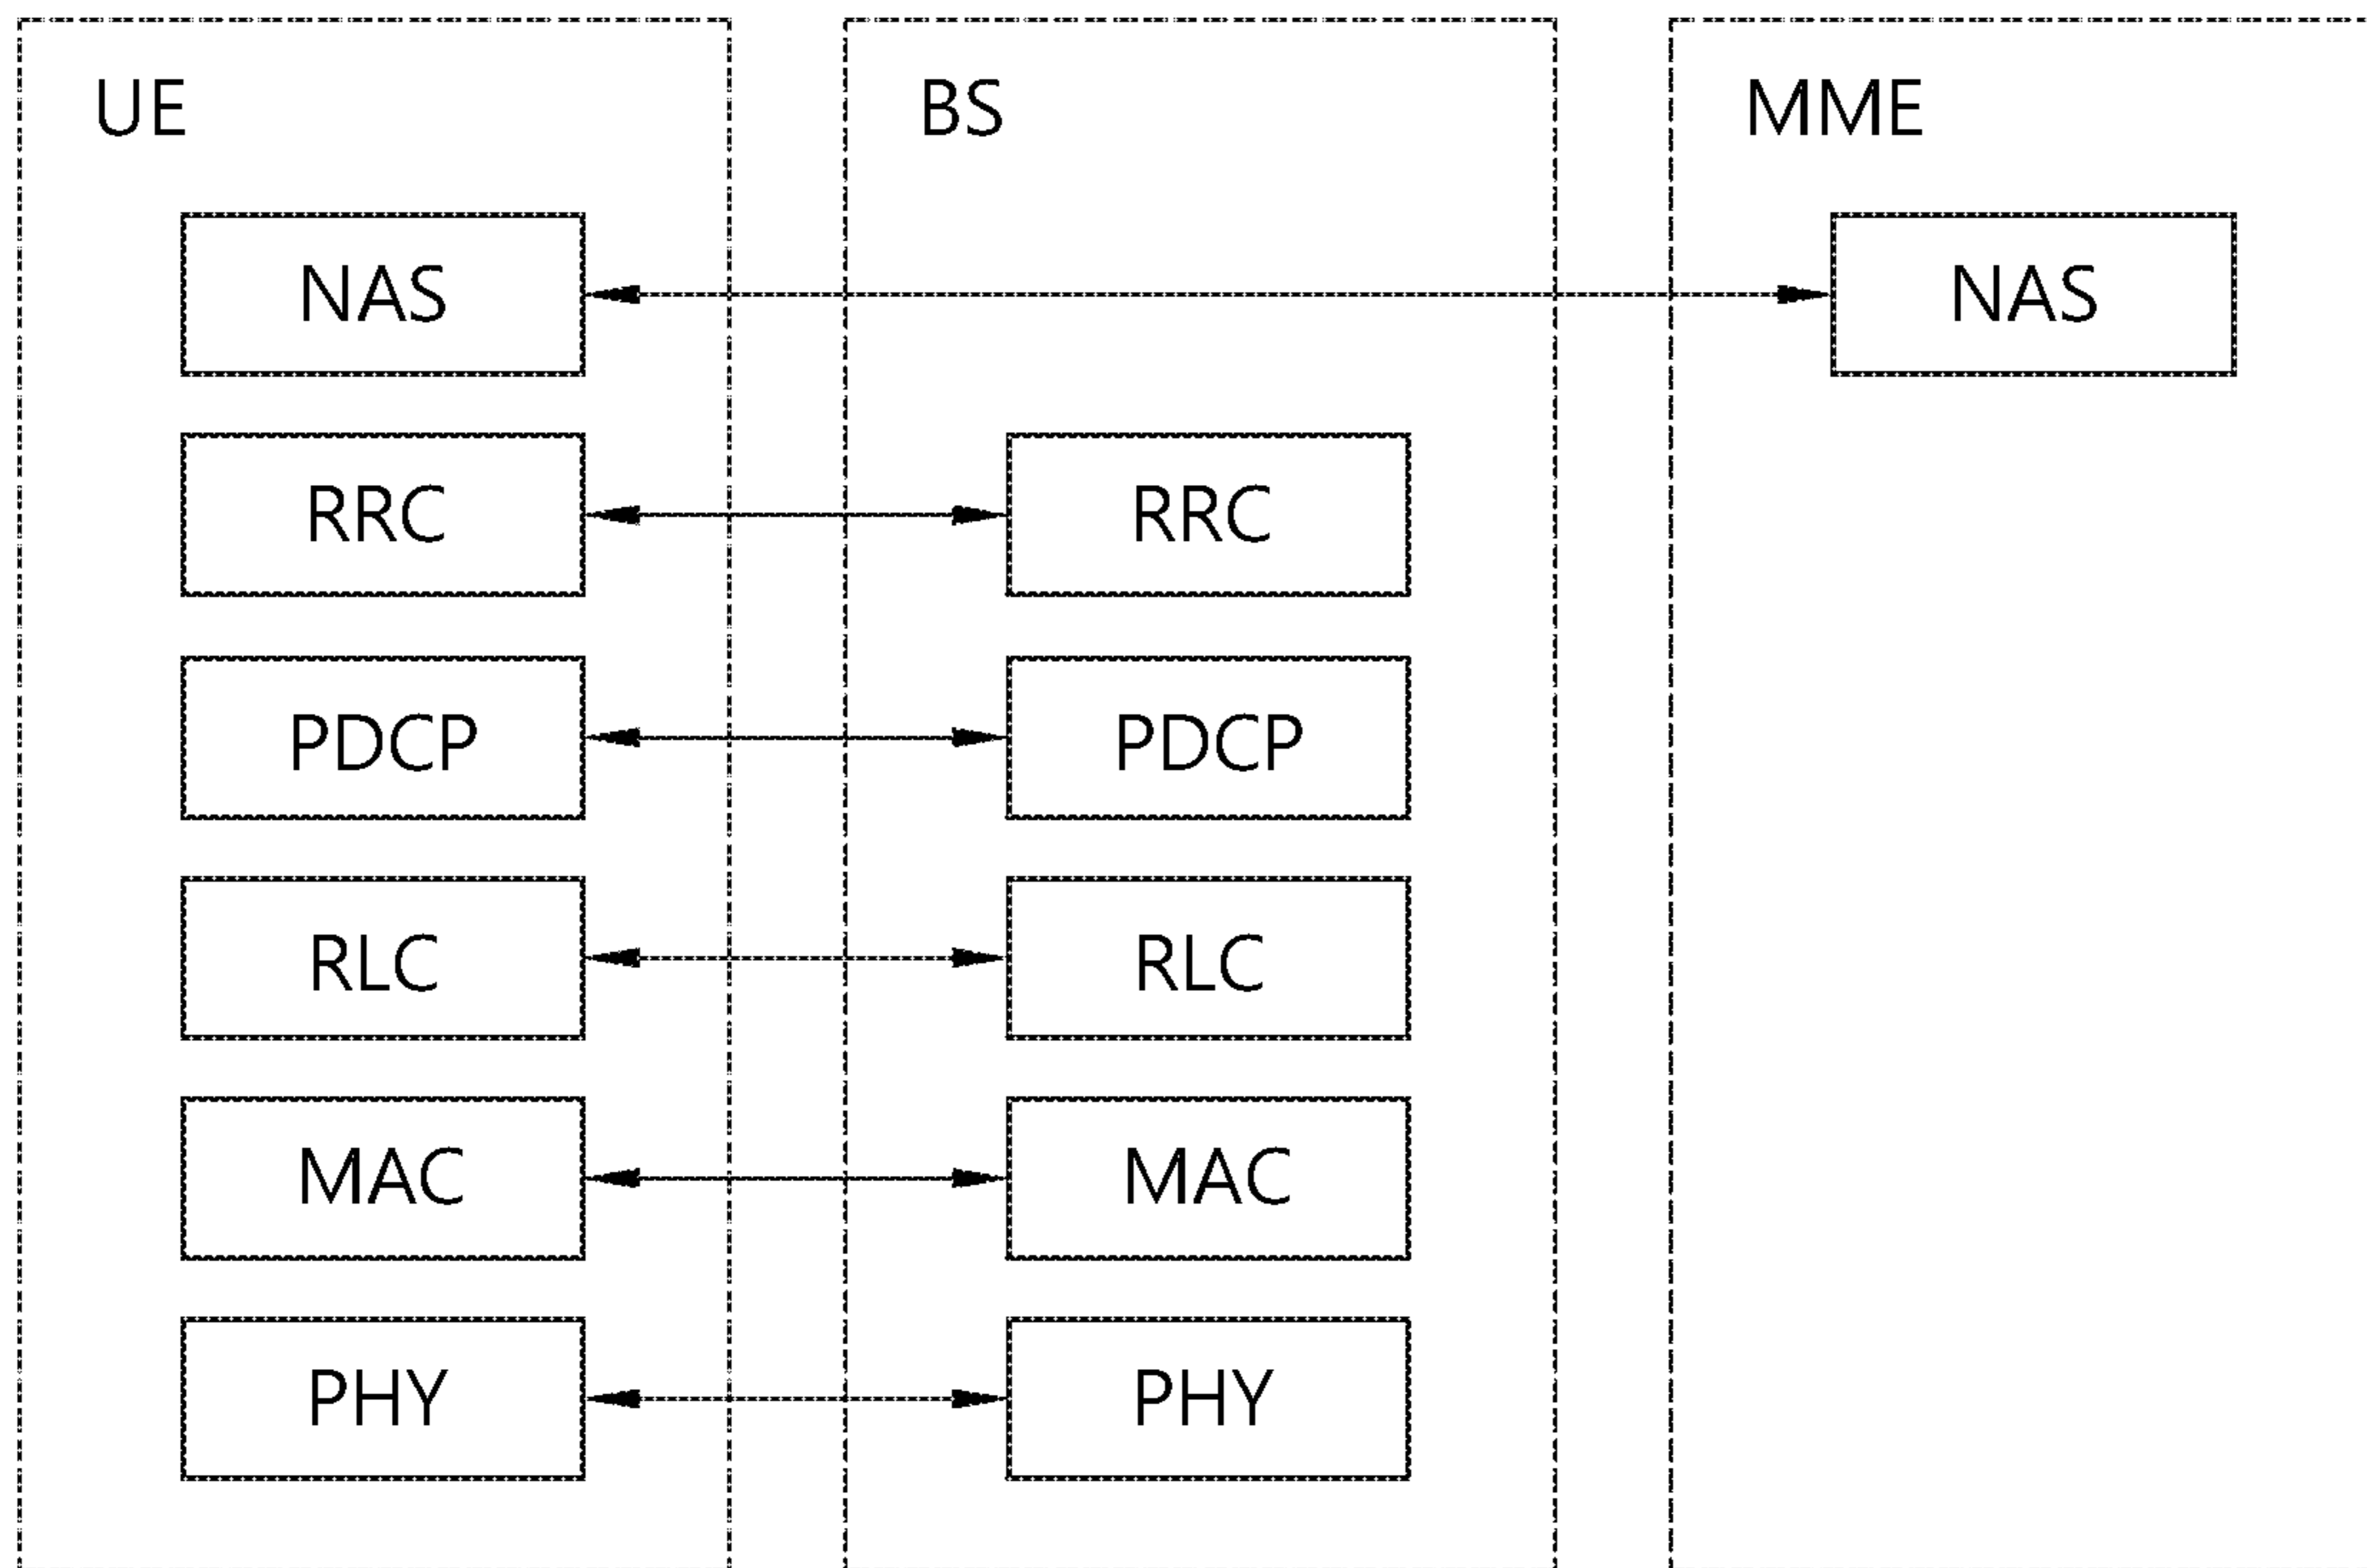 UE
BS
MME
NAS
NAS
RRC
RRC
PDCP
PDCP
RLC
RLC
MAC
MAC
PHY
PHY